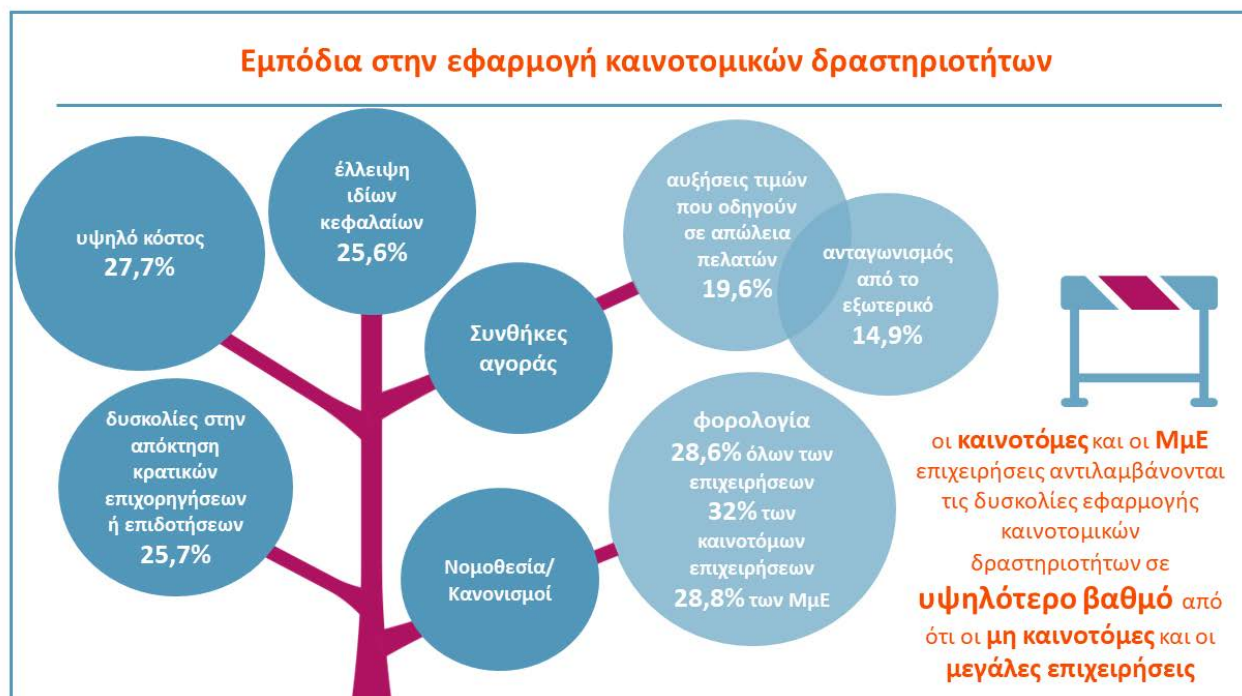 Εμπόδια στην εφαρμογή καινοτομικών δραστηριοτήτων
υψηλό κόστος
27,7%
έλλειψη
ιδίων
κεφαλαίων
25,6%
αυξήσεις τιμών
που οδηγούν
σε απώλεια
πελατών
19,6%
ανταγωνισμός
από το
εξωτερικό
14,9%
Συνθήκες
αγοράς
δυσκολίες στην
απόκτηση
κρατικών
επιχορηγήσεων
ή επιδοτήσεων
25,7%
Νομοθεσία/
Κανονισμοί
φορολογία
28,6% όλων των
επιχειρήσεων
32% των
καινοτόμων
επιχειρήσεων
28,8% των ΜμΕ
οι καινοτόμες και οι ΜμΕ
επιχειρήσεις αντιλαμβάνονται
τις δυσκολίες εφαρμογής
καινοτομικών
δραστηριοτήτων σε
υψηλότερο βαθμό από
ότι οι μη καινοτόμες και οι
μεγάλες επιχειρήσεις